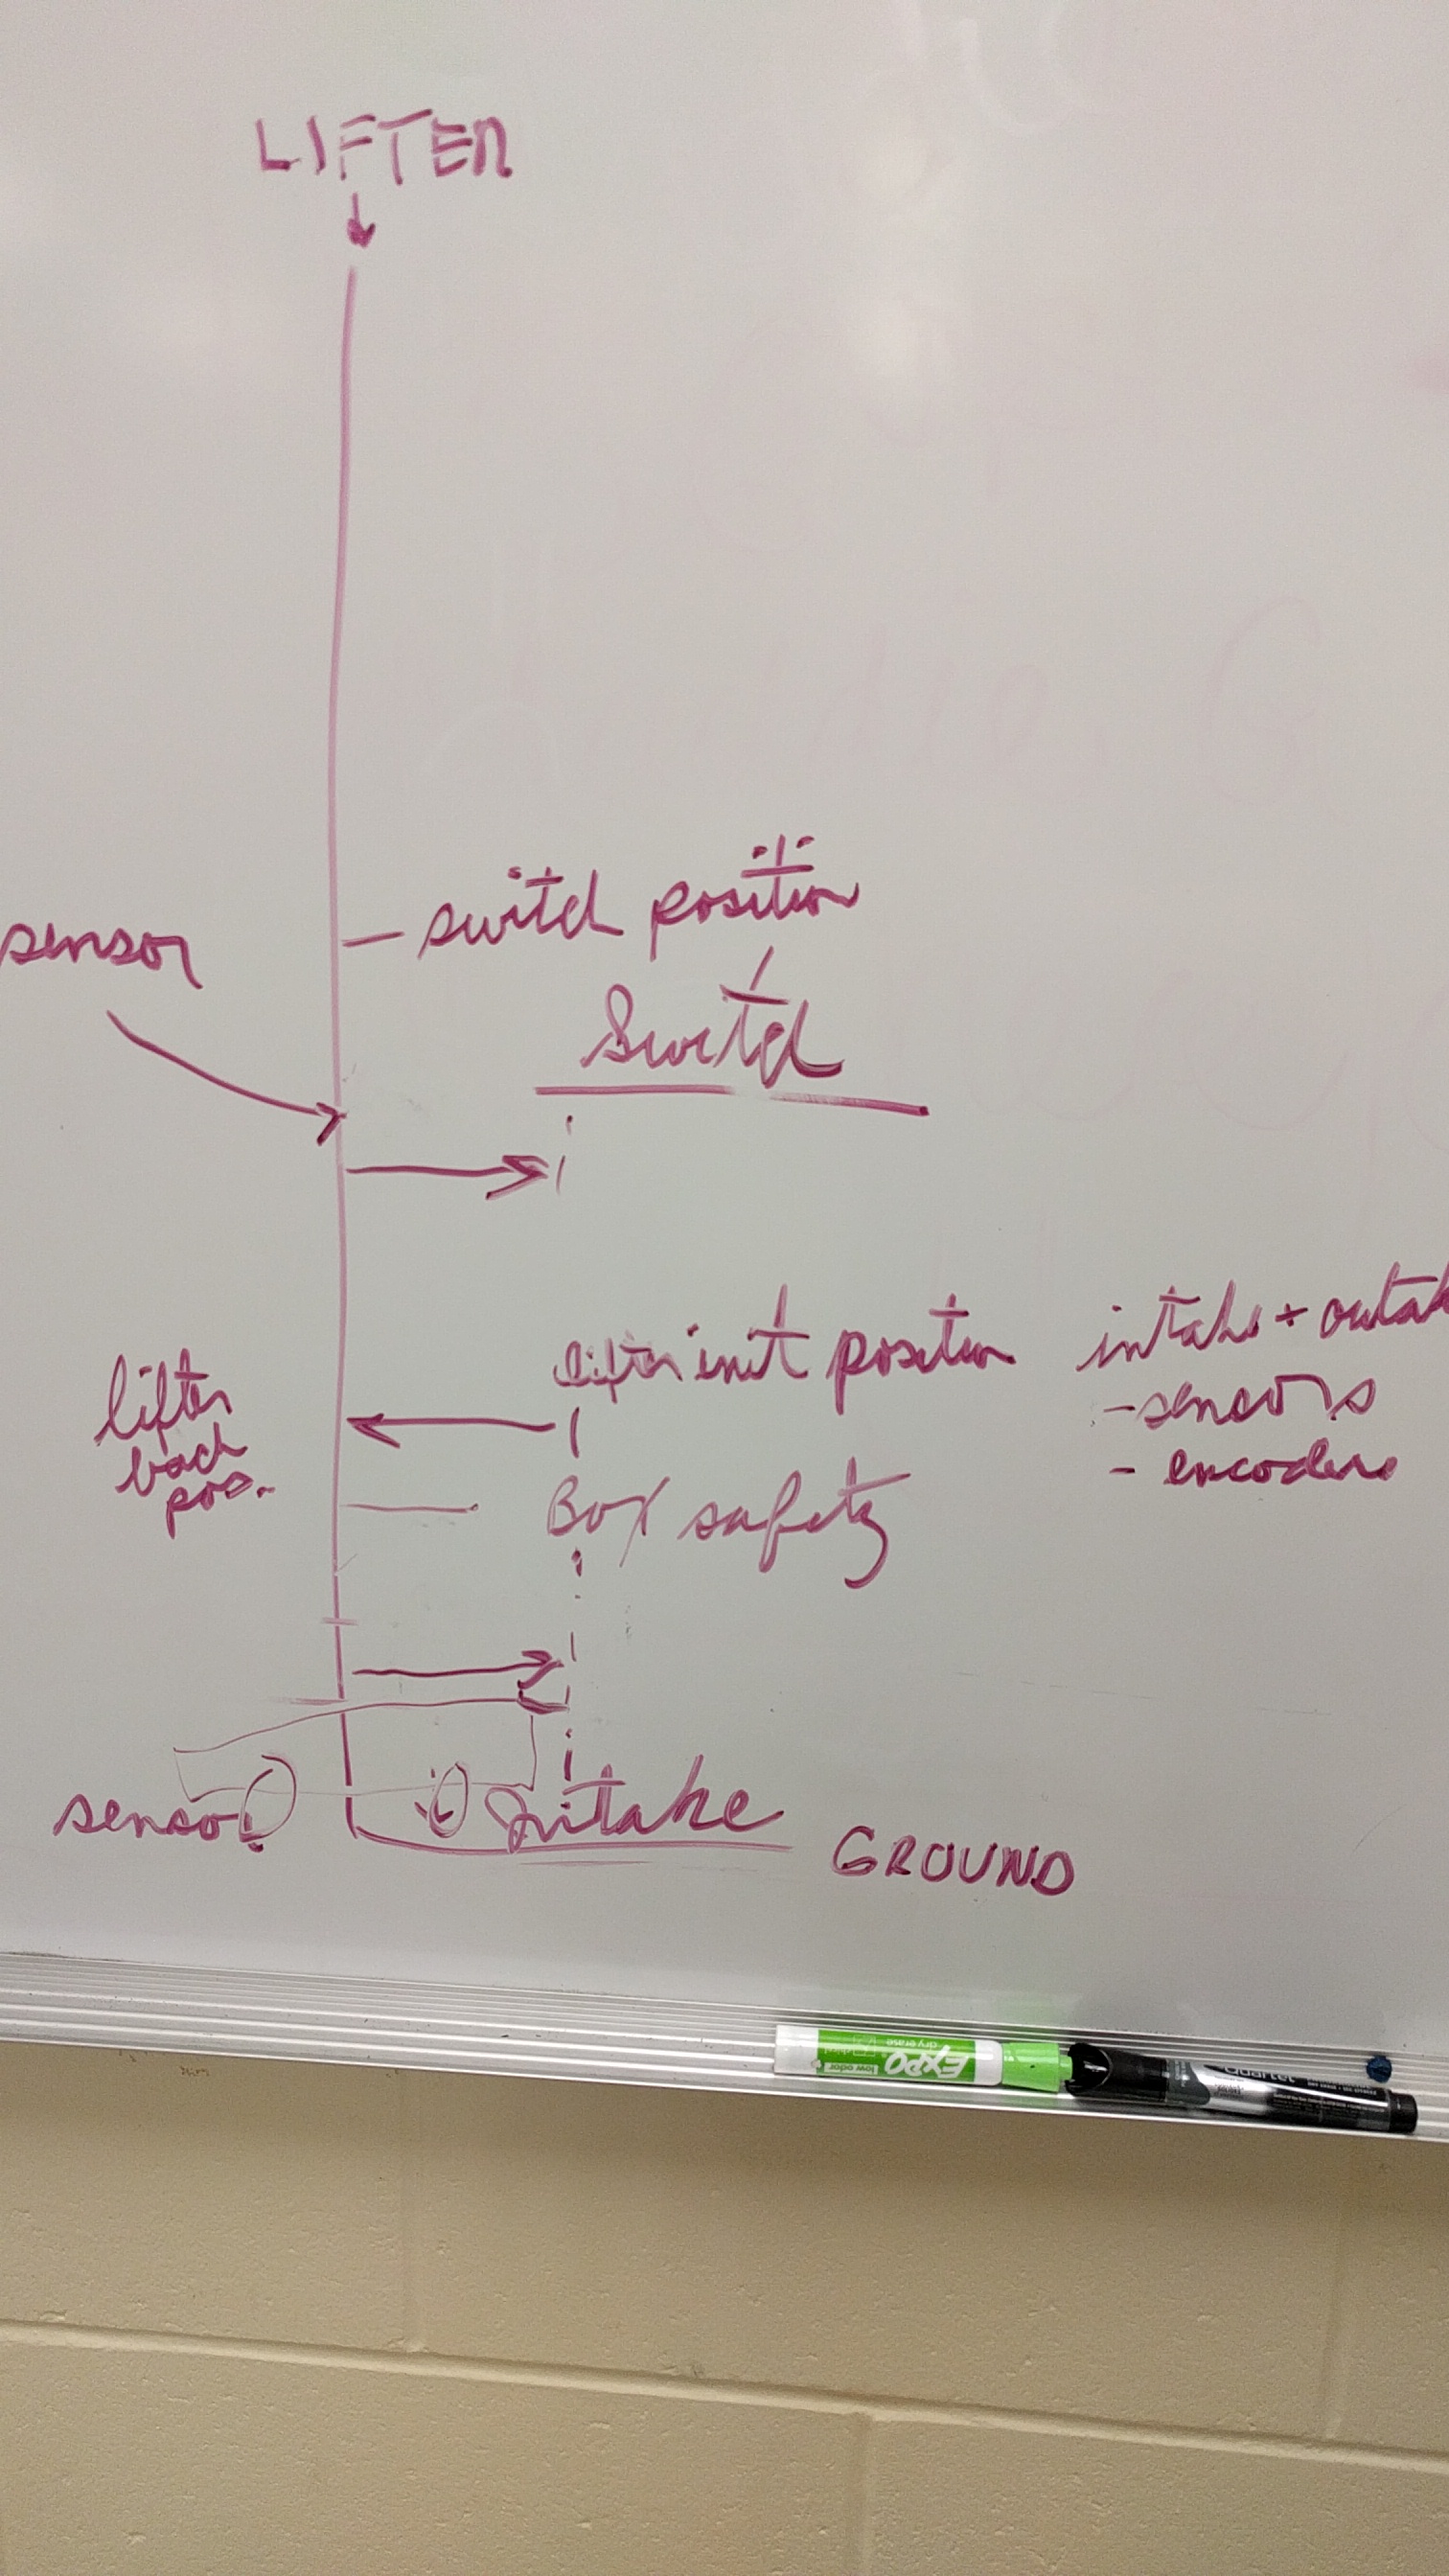 LIFTER
switch position
sensor
Switch
lifter init position
intake + outak
- sensors
- encoders
lifter
back
pos.
Box safety
sensor
Intake
GROUND
EXPO
dry erase
low odor
Quartet